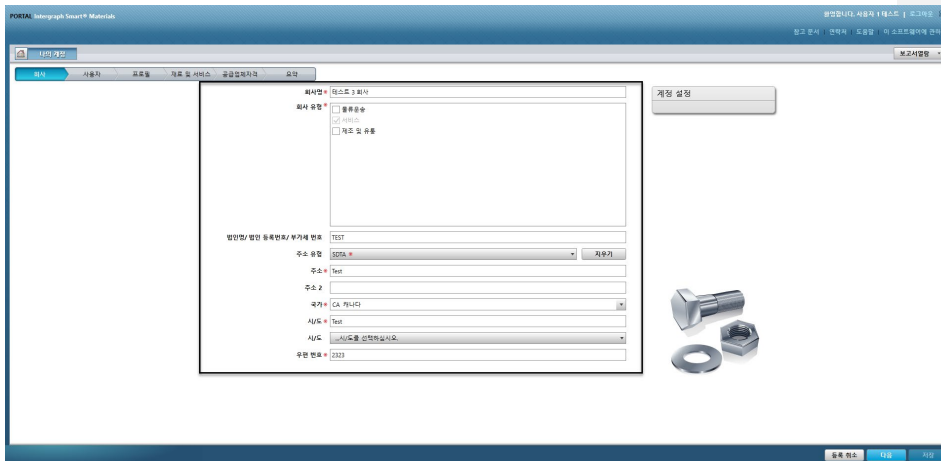 PORTAL Intergraph Smart® Materials
환영합니다, 사용자 1 테스트 | 로그아웃
참고 문서 | 연락처 | 도움말 | 이 소프트웨어에 관하
나의 계정
보고서열람
회사 사용자 프로필 재료 및 서비스 공급업체자격 요약
회사명* 테스트 3 회사
계정 설정
회사 유형*
물류운송
서비스
제조 및 유통
법인명/ 법인 등록번호/ 부가세 번호 TEST
주소 유형 SDTA * 지우기
주소* Test
주소 2
국가* CA 캐나다
시/도* Test
시/도 ...시/도를 선택하십시오.
우편 번호* 2323
등록 취소 다음 저장